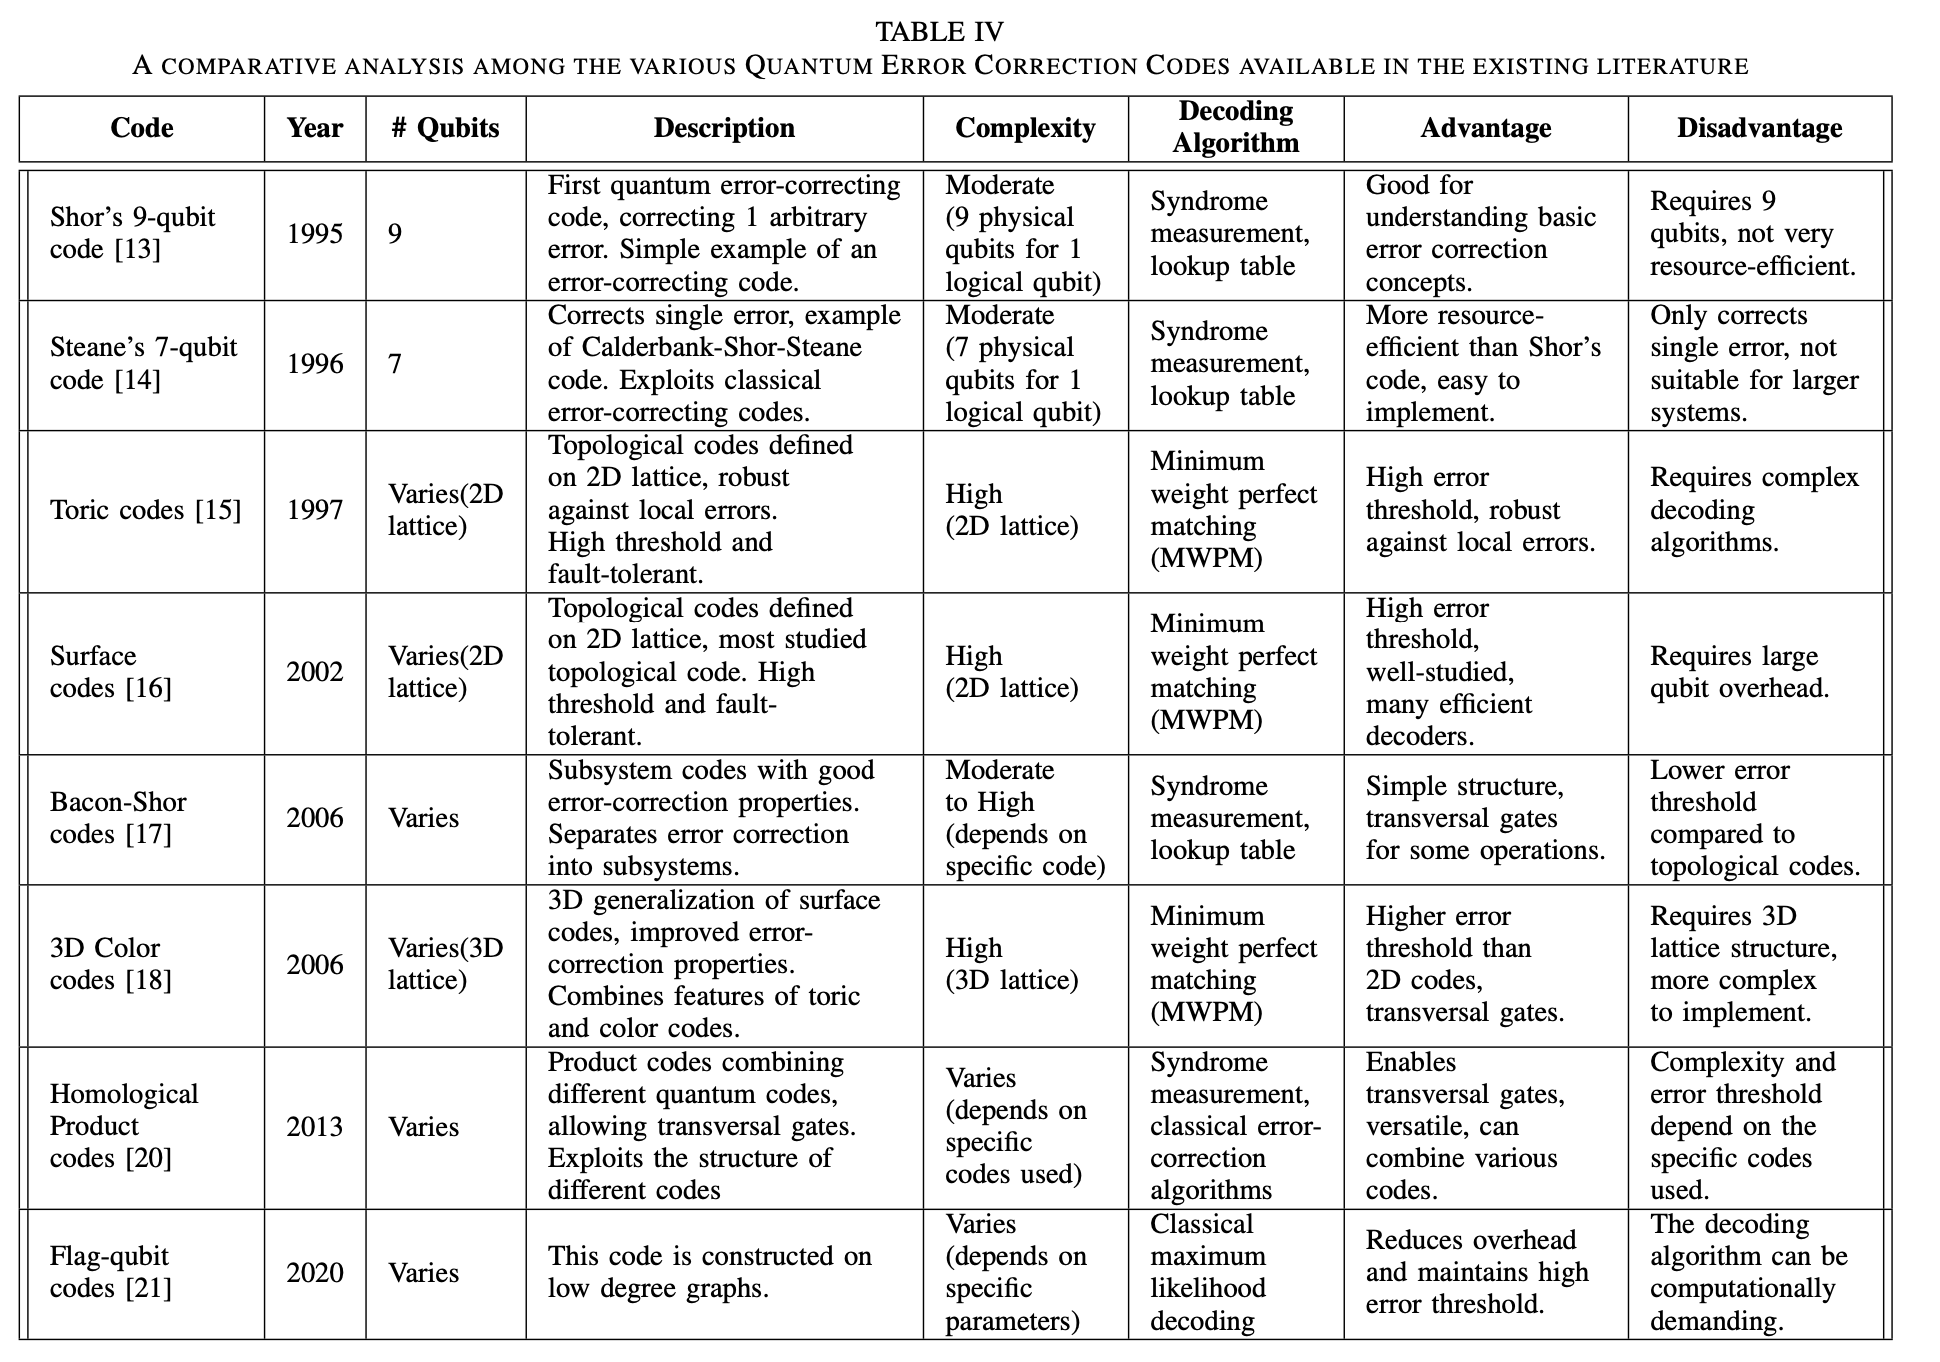 TABLE IV
A COMPARATIVE ANALYSIS AMONG THE VARIOUS QUANTUM ERROR CORRECTION CODES AVAILABLE IN THE EXISTING LITERATURE
Code
Year
# Qubits
Description
Complexity
Decoding
Algorithm
Advantage
Disadvantage
Shor's 9-qubit
code [13]
1995
9
First quantum error-correcting
code, correcting 1 arbitrary
error. Simple example of an
error-correcting code.
Moderate
(9 physical
qubits for 1
logical qubit)
Syndrome
measurement,
lookup table
Good for
understanding basic
error correction
concepts.
Requires 9
qubits, not very
resource-efficient.
Steane's 7-qubit
code [14]
1996
7
Corrects single error, example
of Calderbank-Shor-Steane
code. Exploits classical
error-correcting codes.
Moderate
(7 physical
qubits for 1
logical qubit)
Syndrome
measurement,
lookup table
More resource-
efficient than Shor's
code, easy to
implement.
Only corrects
single error, not
suitable for larger
systems.
Toric codes [15]
1997
Varies(2D
lattice)
Topological codes defined
on 2D lattice, robust
against local errors.
High threshold and
fault-tolerant.
High
(2D lattice)
Minimum
weight perfect
matching
(MWPM)
High error
threshold, robust
against local errors.
Requires complex
decoding
algorithms.
Surface
codes [16]
2002
Varies(2D
lattice)
Topological codes defined
on 2D lattice, most studied
topological code. High
threshold and fault-
tolerant.
High
(2D lattice)
Minimum
weight perfect
matching
(MWPM)
High error
threshold,
well-studied,
many efficient
decoders.
Requires large
qubit overhead.
Bacon-Shor
codes [17]
2006
Varies
Subsystem codes with good
error-correction properties.
Separates error correction
into subsystems.
Moderate
to High
(depends on
specific code)
Syndrome
measurement,
lookup table
Simple structure,
transversal gates
for some operations.
Lower error
threshold
compared to
topological codes.
3D Color
codes [18]
2006
Varies(3D
lattice)
3D generalization of surface
codes, improved error-
correction properties.
Combines features of toric
and color codes.
High
(3D lattice)
Minimum
weight perfect
matching
(MWPM)
Higher error
threshold than
2D codes,
transversal gates.
Requires 3D
lattice structure,
more complex
to implement.
Homological
Product
codes [20]
2013
Varies
Product codes combining
different quantum codes,
allowing transversal gates.
Exploits the structure of
different codes
Varies
(depends on
specific
codes used)
Syndrome
measurement,
classical error-
correction
algorithms
Enables
transversal gates,
versatile, can
combine various
codes.
Complexity and
error threshold
depend on the
specific codes
used.
Flag-qubit
codes [21]
2020
Varies
This code is constructed on
low degree graphs.
Varies
(depends on
specific
parameters)
Classical
maximum
likelihood
decoding
Reduces overhead
and maintains high
error threshold.
The decoding
algorithm can be
computationally
demanding.